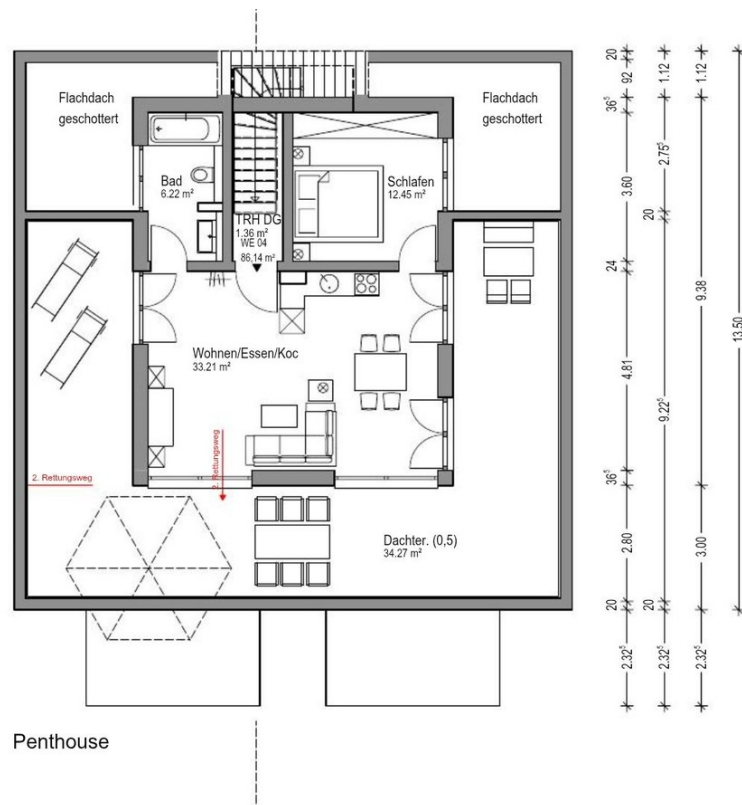 Flachdach
geschottert
Flachdach
geschottert
Bad
6.22 m²
Schlafen
12.45 m²
TRH DG
1.36 m²
WE 04
86,14 m²
Wohnen/Essen/Koc
33.21 m²
2. Rettungsweg
2. Rettungsweg
Dachter. (0,5)
34.27 m²
Penthouse
20
92
36⁵
3.60
24
4.81
36⁵
2.80
20
2.32⁵
1.12
2.75⁵
20
9.22⁵
20
2.32⁵
1.12
9.38
3.00
2.32⁵
13.50